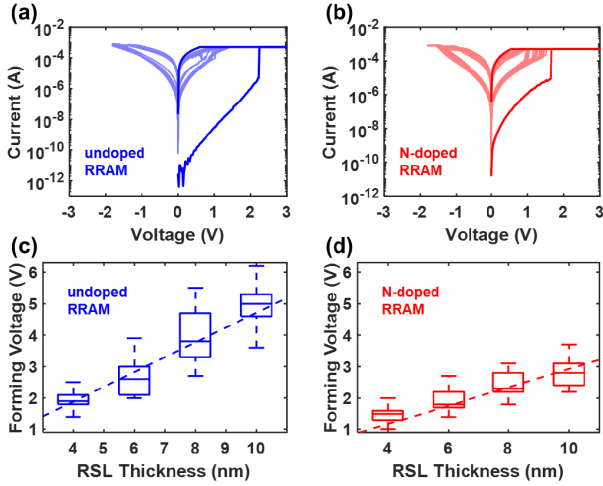 (a)
Current (A)
10⁻²
10⁻⁴
10⁻⁶
10⁻⁸
10⁻¹⁰
10⁻¹²
undoped
RRAM
-3 -2 -1 0 1 2 3
Voltage (V)
(b)
Current (A)
10⁻²
10⁻⁴
10⁻⁶
10⁻⁸
10⁻¹⁰
10⁻¹²
N-doped
RRAM
-3 -2 -1 0 1 2 3
Voltage (V)
(c)
Forming Voltage (V)
6
5
4
3
2
1
undoped
RRAM
4 6 8 10
RSL Thickness (nm)
(d)
Forming Voltage (V)
6
5
4
3
2
1
N-doped
RRAM
4 6 8 10
RSL Thickness (nm)